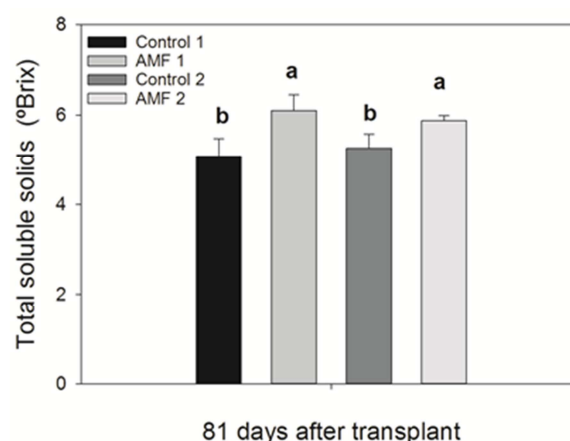 8
Control 1
AMF 1
Control 2
AMF 2
a
a
b
b
6
4
2
0
Total soluble solids (ºBrix)
81 days after transplant